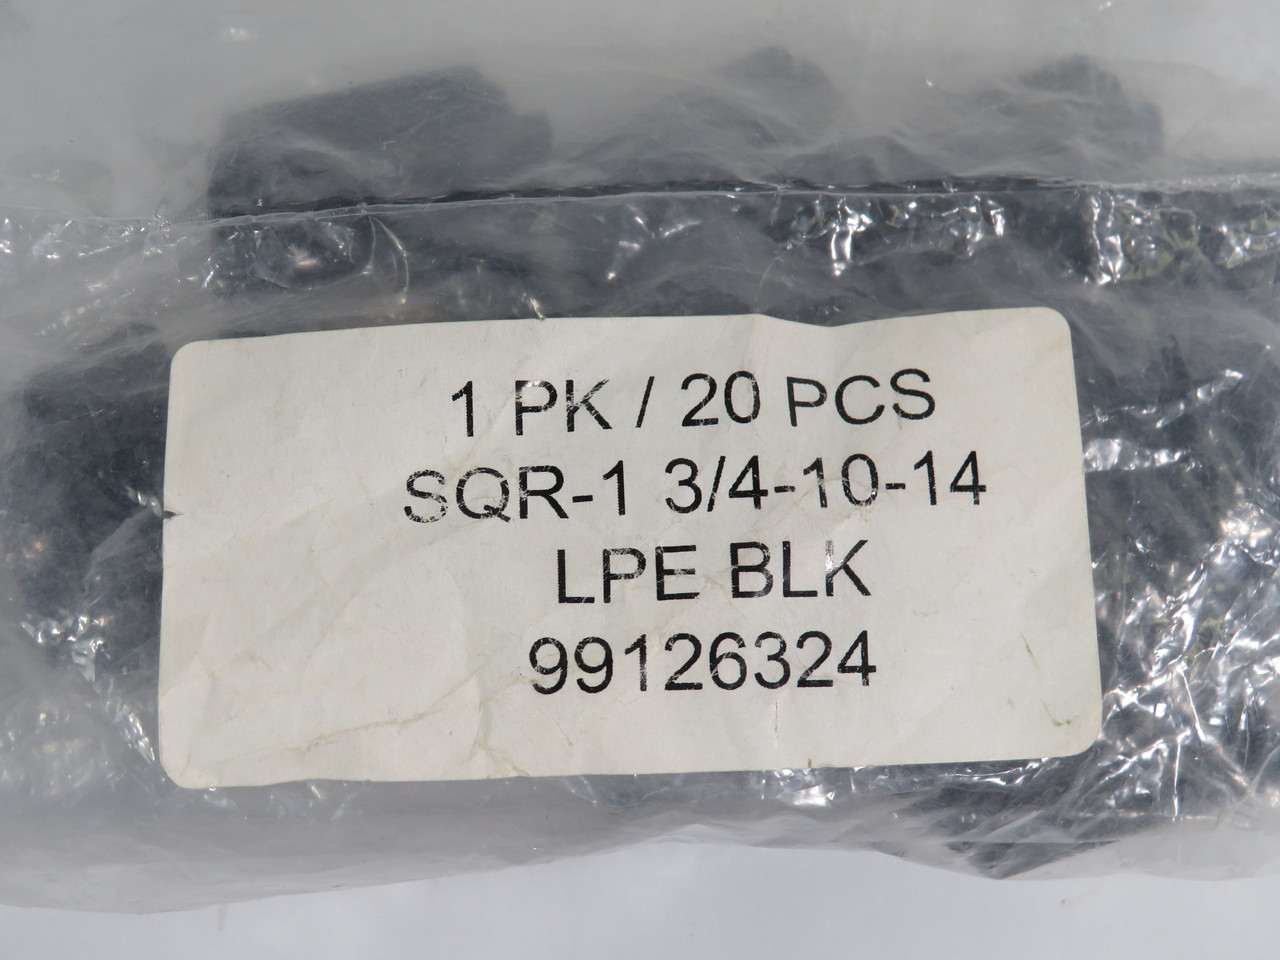 1 PK / 20 PCS
SQR-1 3/4-10-14
LPE BLK
99126324